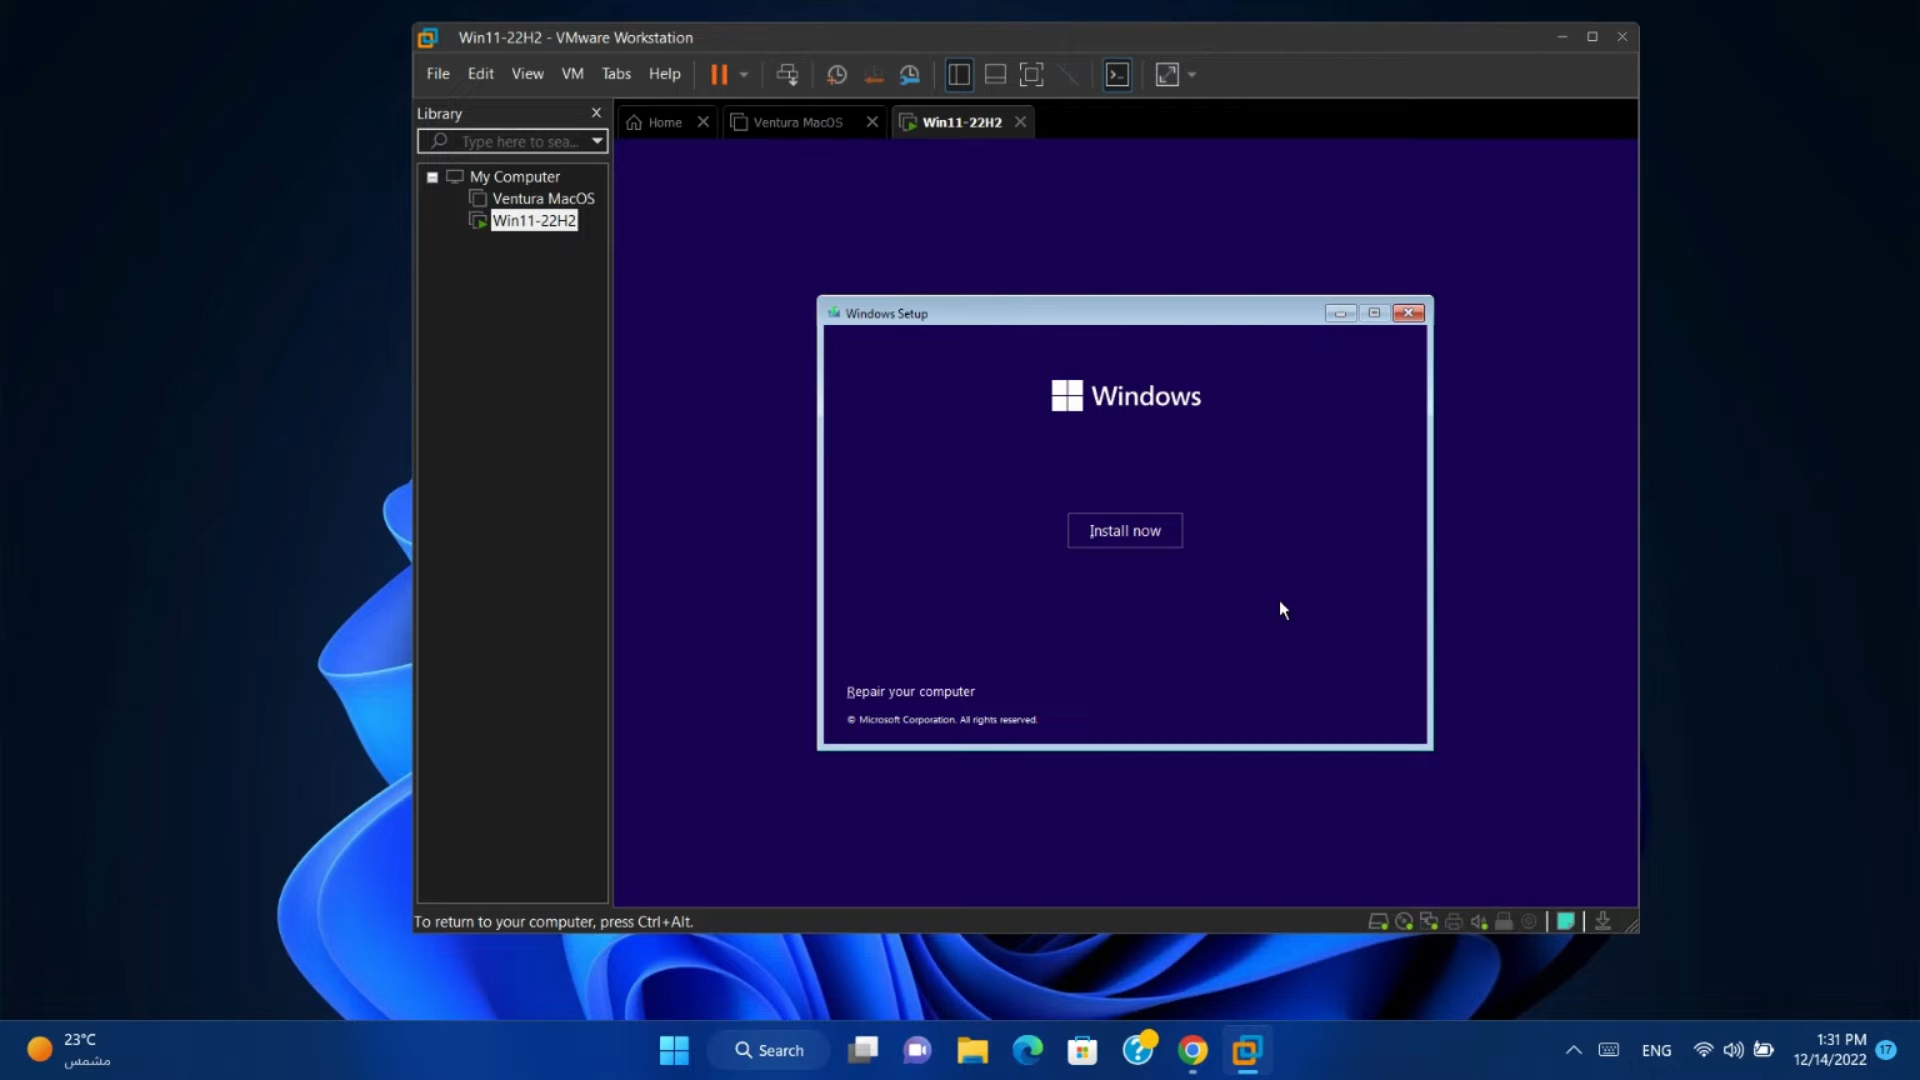 Win11-22H2 - VMware Workstation
File Edit View VM Tabs Help
Library
Home Ventura MacOS Win11-22H2
Type here to sea...
My Computer
Ventura MacOS
Win11-22H2
Windows Setup
Windows
Install now
Repair your computer
© Microsoft Corporation. All rights reserved.
To return to your computer, press Ctrl+Alt.
23°C
مشمس
Search
ENG
1:31 PM
12/14/2022
17